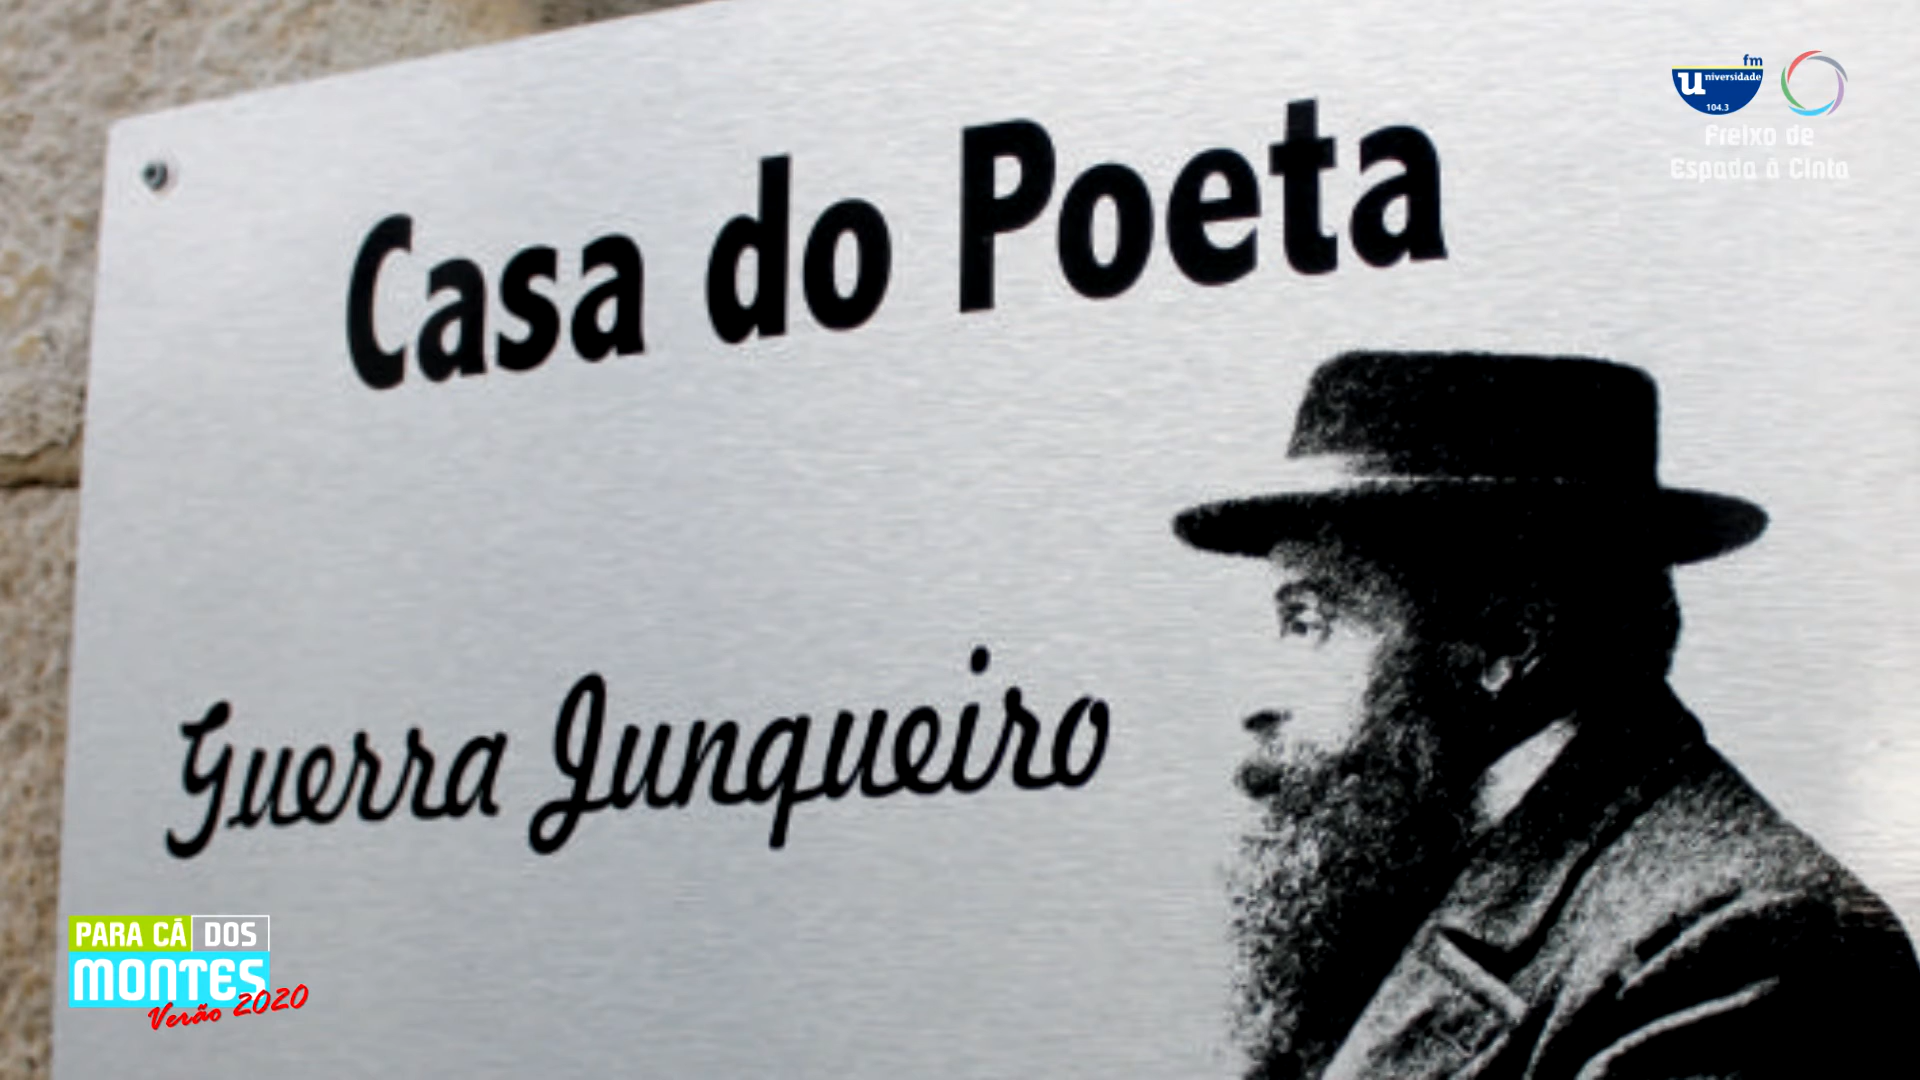 Casa do Poeta
Guerra Junqueiro
fm
universidade
104.3
Freixo de
Espada à Cinta
PARA CÁ DOS
MONTES
Verão 2020